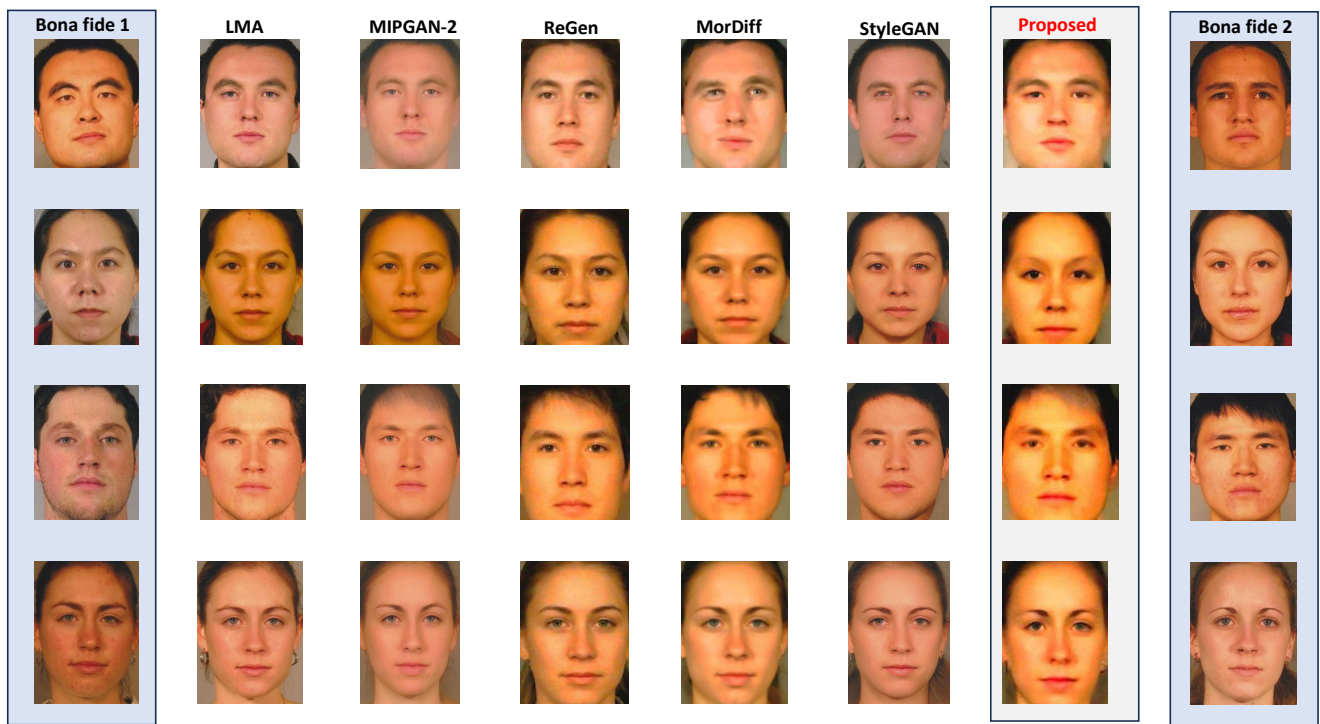 Bona fide 1
LMA
MIPGAN-2
ReGen
MorDiff
StyleGAN
Proposed
Bona fide 2